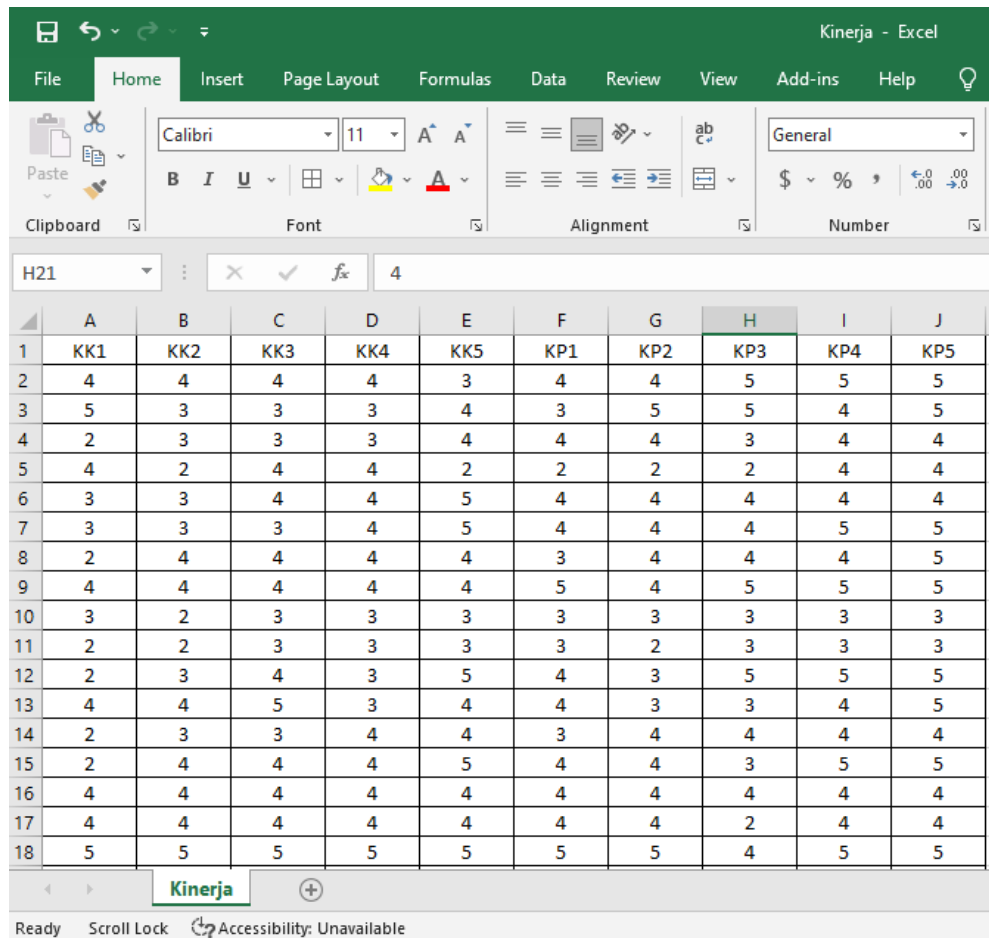 Kinerja - Excel
File Home Insert Page Layout Formulas Data Review View Add-ins Help
Calibri 11 A A ab General
Paste B I U A $ % 
Clipboard Font Alignment Number
H21 fx 4
A B C D E F G H I J
1 KK1 KK2 KK3 KK4 KK5 KP1 KP2 KP3 KP4 KP5
2 4 4 4 4 3 4 4 5 5 5
3 5 3 3 3 4 3 5 5 4 5
4 2 3 3 3 4 4 4 3 4 4
5 4 2 4 4 2 2 2 2 4 4
6 3 3 4 4 5 4 4 4 4 4
7 3 3 3 4 5 4 4 4 5 5
8 2 4 4 4 4 3 4 4 4 5
9 4 4 4 4 4 5 4 5 5 5
10 3 2 3 3 3 3 3 3 3 3
11 2 2 3 3 3 3 2 3 3 3
12 2 3 4 3 5 4 3 5 5 5
13 4 4 5 3 4 4 3 3 4 5
14 2 3 3 4 4 3 4 4 4 4
15 2 4 4 4 5 4 4 3 5 5
16 4 4 4 4 4 4 4 4 4 4
17 4 4 4 4 4 4 4 2 4 4
18 5 5 5 5 5 5 5 4 5 5
Kinerja
Ready Scroll Lock Accessibility: Unavailable